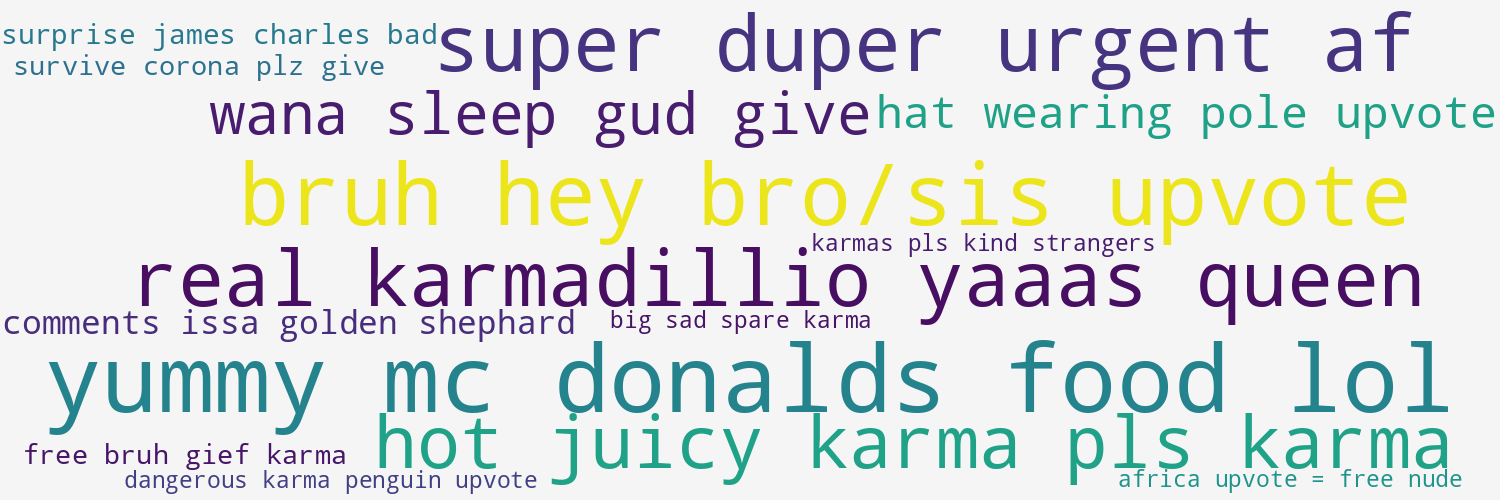 surprise james charles bad
super duper urgent af
survive corona plz give
wana sleep gud give
hat wearing pole upvote
bruh hey bro/sis upvote
karmas pls kind strangers
real karmadillio yaaas queen
comments issa golden shephard
big sad spare karma
yummy mc donalds food lol
hot juicy karma pls karma
free bruh gief karma
dangerous karma penguin upvote
africa upvote = free nude